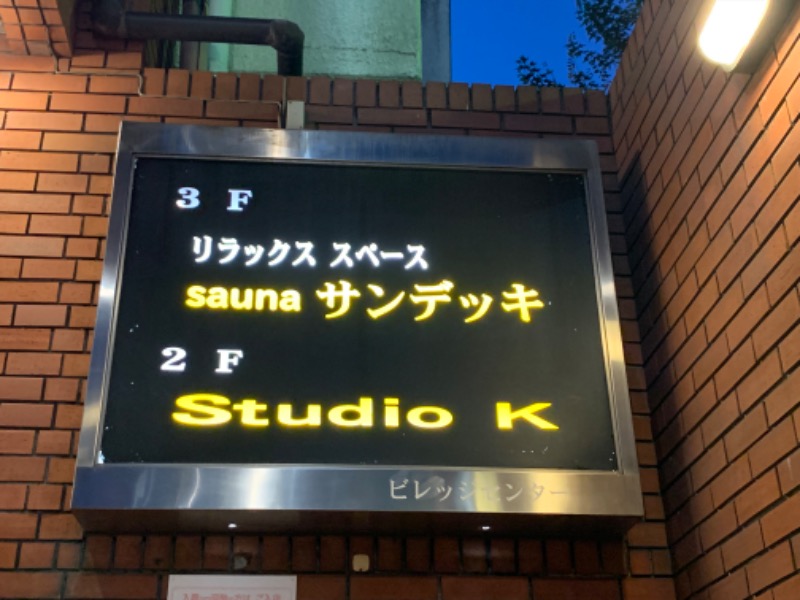 3 F
リラックス スペース
sauna サンデッキ
2 F
Studio K
ビレッジセンター